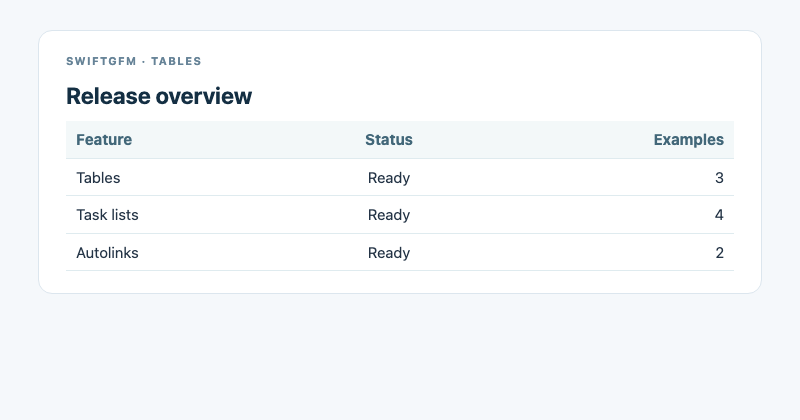 SWIFTGFM · TABLES
Release overview
Feature Status Examples
Tables Ready 3
Task lists Ready 4
Autolinks Ready 2